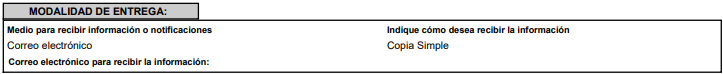 MODALIDAD DE ENTREGA:
Medio para recibir información o notificaciones Indique cómo desea recibir la información
Correo electrónico Copia Simple
Correo electrónico para recibir la información: